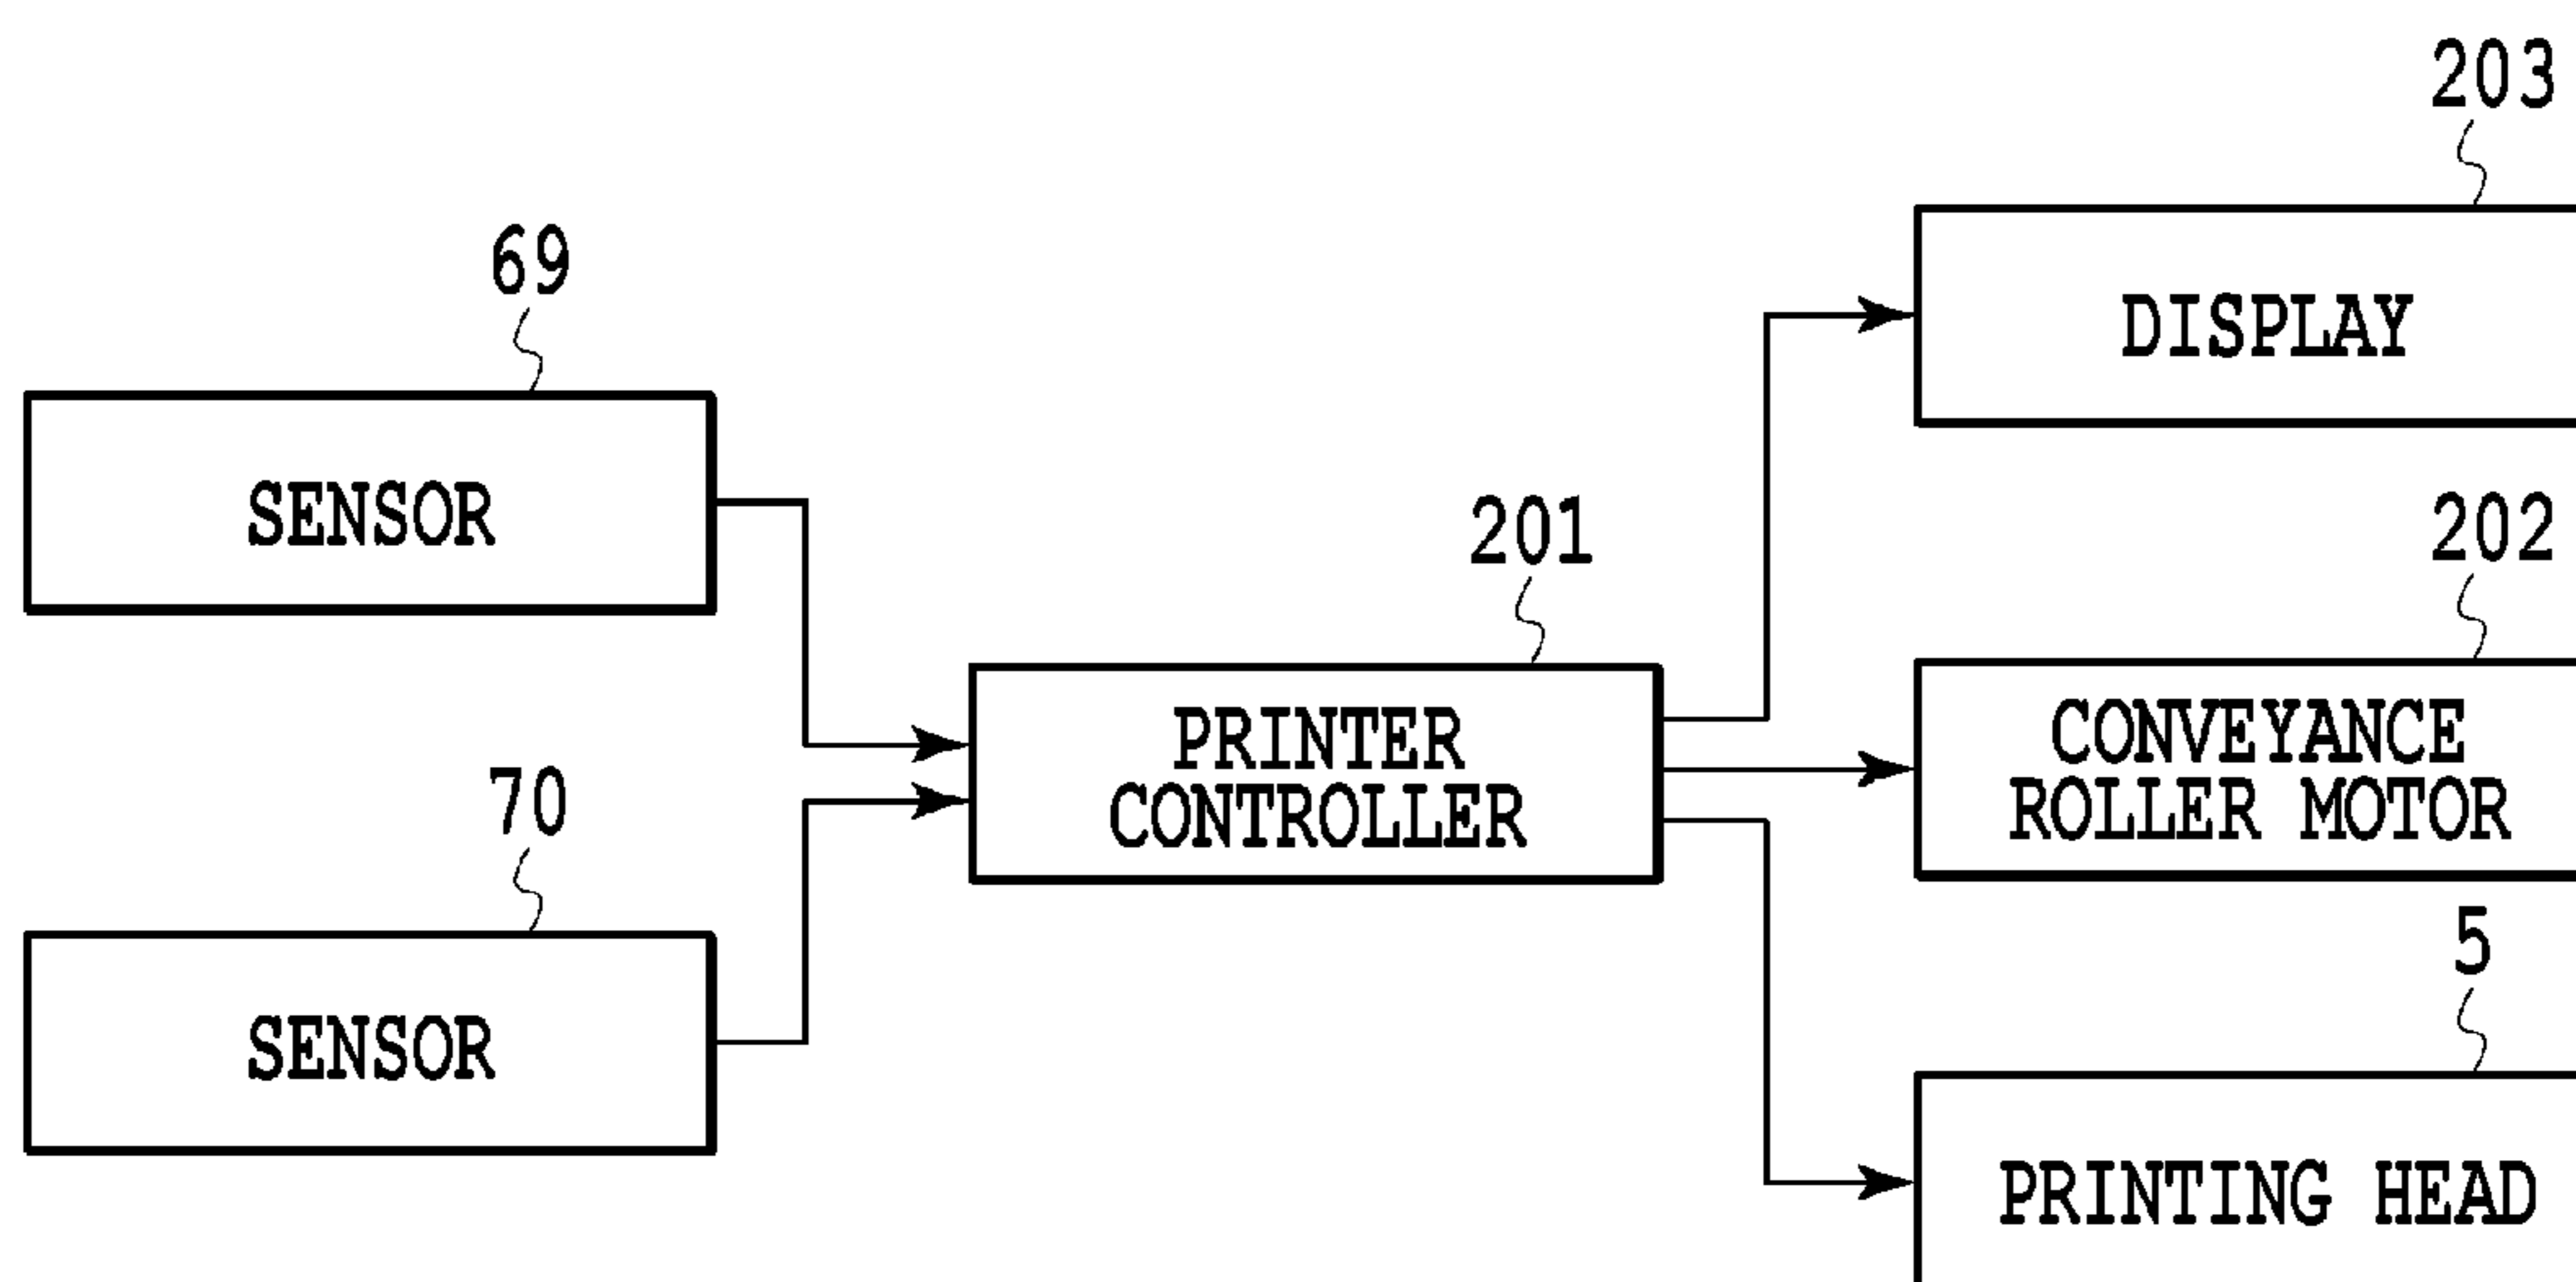 203
69
DISPLAY
SENSOR
201
202
PRINTER
CONTROLLER
CONVEYANCE
ROLLER MOTOR
70
5
SENSOR
PRINTING HEAD